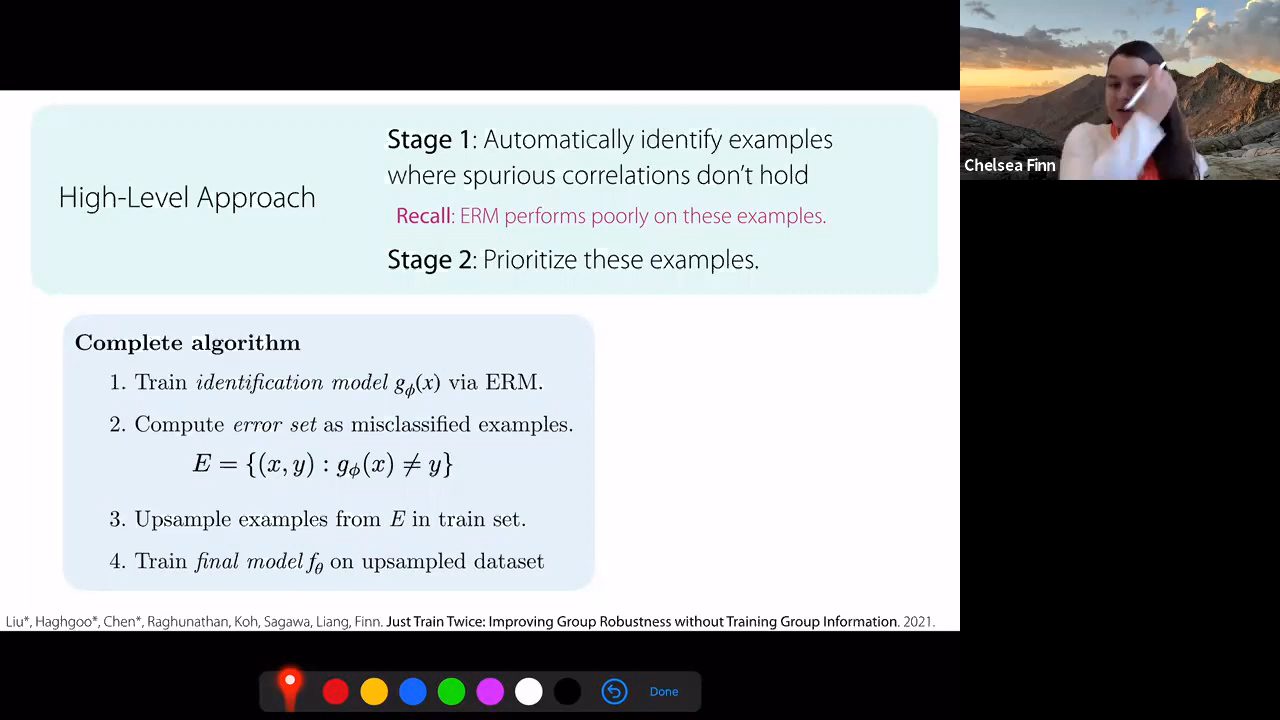 High-Level Approach
Stage 1: Automatically identify examples
where spurious correlations don't hold
Recall: ERM performs poorly on these examples.
Stage 2: Prioritize these examples.
Chelsea Finn
Complete algorithm
1. Train identification model gϕ(x) via ERM.
2. Compute error set as misclassified examples.
E = {(x, y) : gϕ(x) ≠ y}
3. Upsample examples from E in train set.
4. Train final model fθ on upsampled dataset
Liu*, Haghgoo*, Chen*, Raghunathan, Koh, Sagawa, Liang, Finn. Just Train Twice: Improving Group Robustness without Training Group Information. 2021.
Done